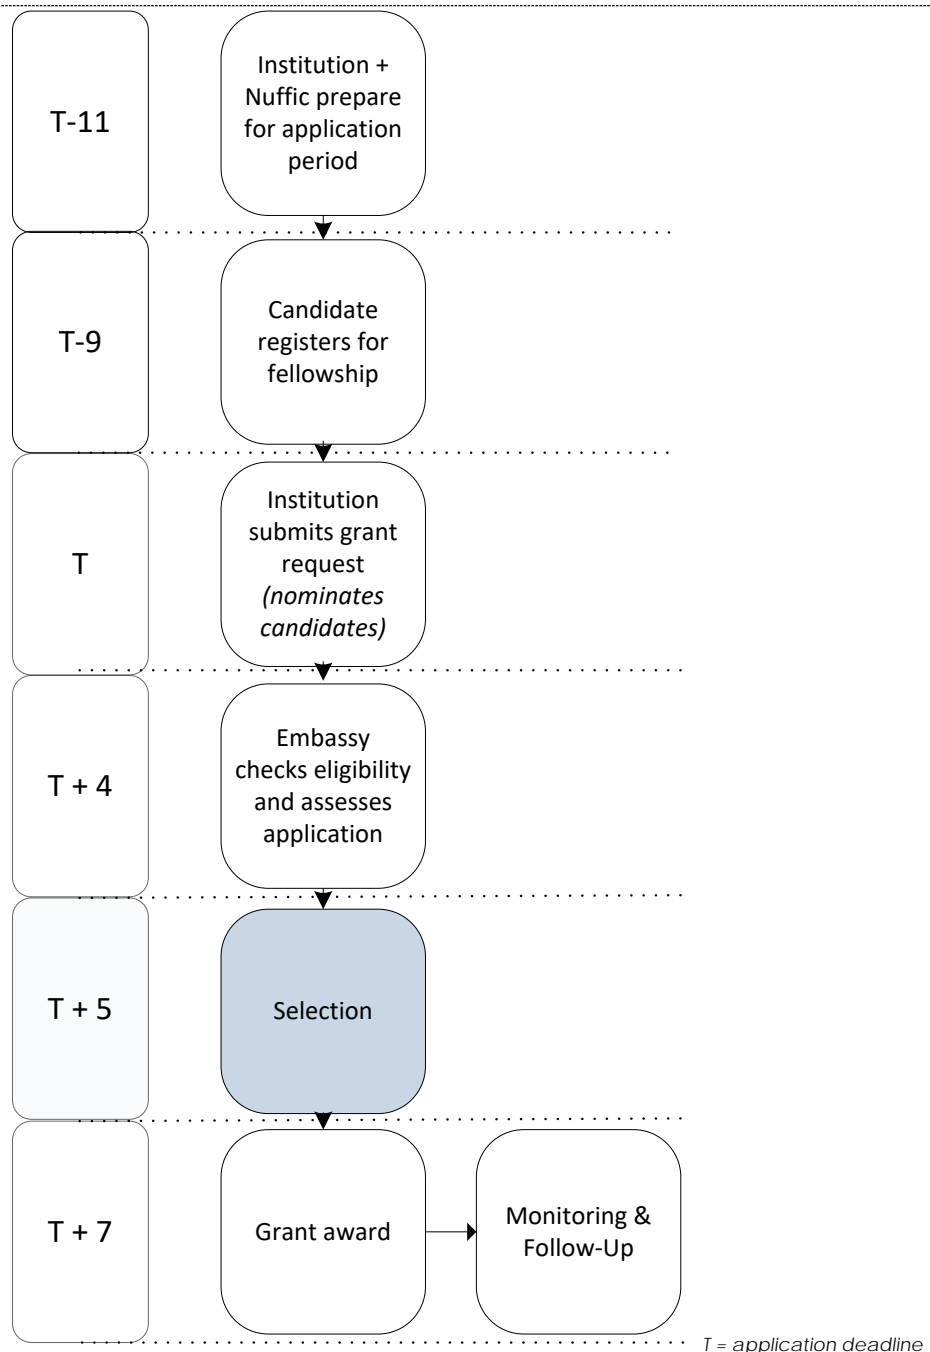 T-11
Institution +
Nuffic prepare
for application
period
T-9
Candidate
registers for
fellowship
T
Institution
submits grant
request
(nominates
candidates)
T + 4
Embassy
checks eligibility
and assesses
application
T + 5
Selection
T + 7
Grant award
Monitoring &
Follow-Up
T = application deadline